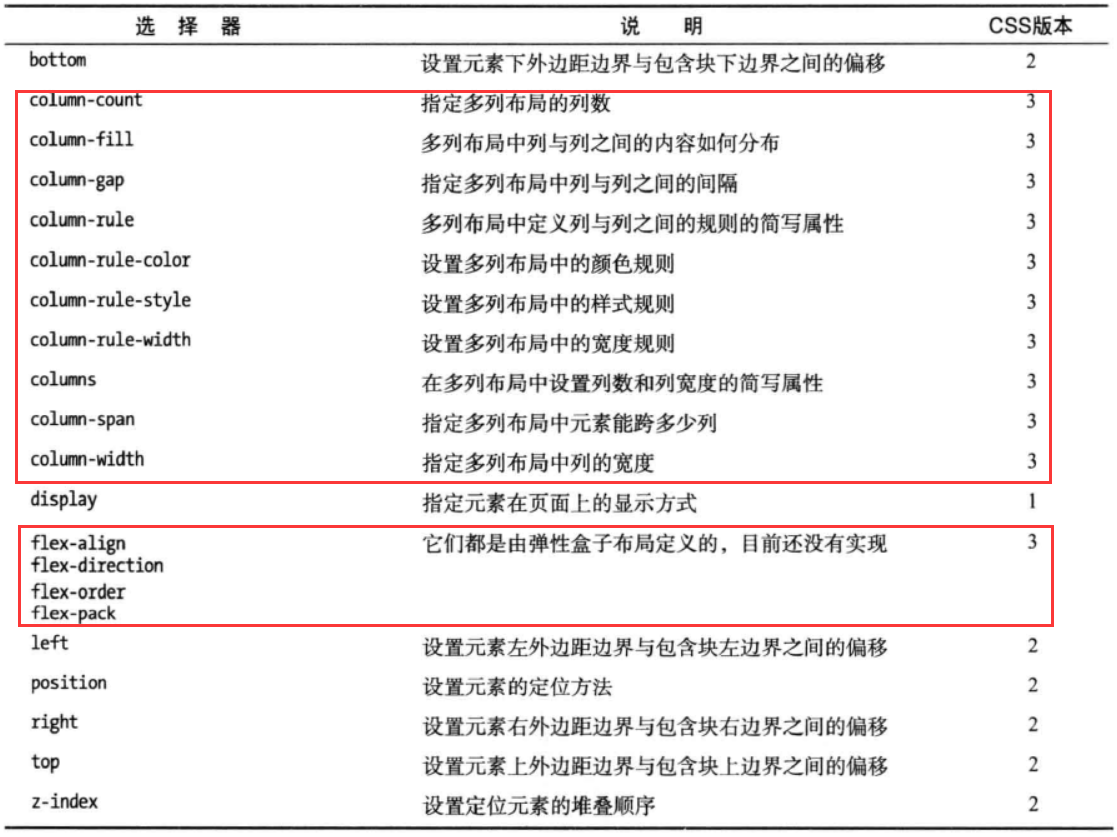 选择器 说明 CSS版本
bottom 设置元素下外边距边界与包含块下边界之间的偏移 2
column-count 指定多列布局的列数 3
column-fill 多列布局中列与列之间的内容如何分布 3
column-gap 指定多列布局中列与列之间的间隔 3
column-rule 多列布局中定义列与列之间的规则的简写属性 3
column-rule-color 设置多列布局中的颜色规则 3
column-rule-style 设置多列布局中的样式规则 3
column-rule-width 设置多列布局中的宽度规则 3
columns 在多列布局中设置列数和列宽度的简写属性 3
column-span 指定多列布局中元素能跨多少列 3
column-width 指定多列布局中列的宽度 3
display 指定元素在页面上的显示方式 1
flex-align 它们都是由弹性盒子布局定义的，目前还没有实现 3
flex-direction
flex-order
flex-pack
left 设置元素左外边距边界与包含块左边界之间的偏移 2
position 设置元素的定位方法 2
right 设置元素右外边距边界与包含块右边界之间的偏移 2
top 设置元素上外边距边界与包含块上边界之间的偏移 2
z-index 设置定位元素的堆叠顺序 2